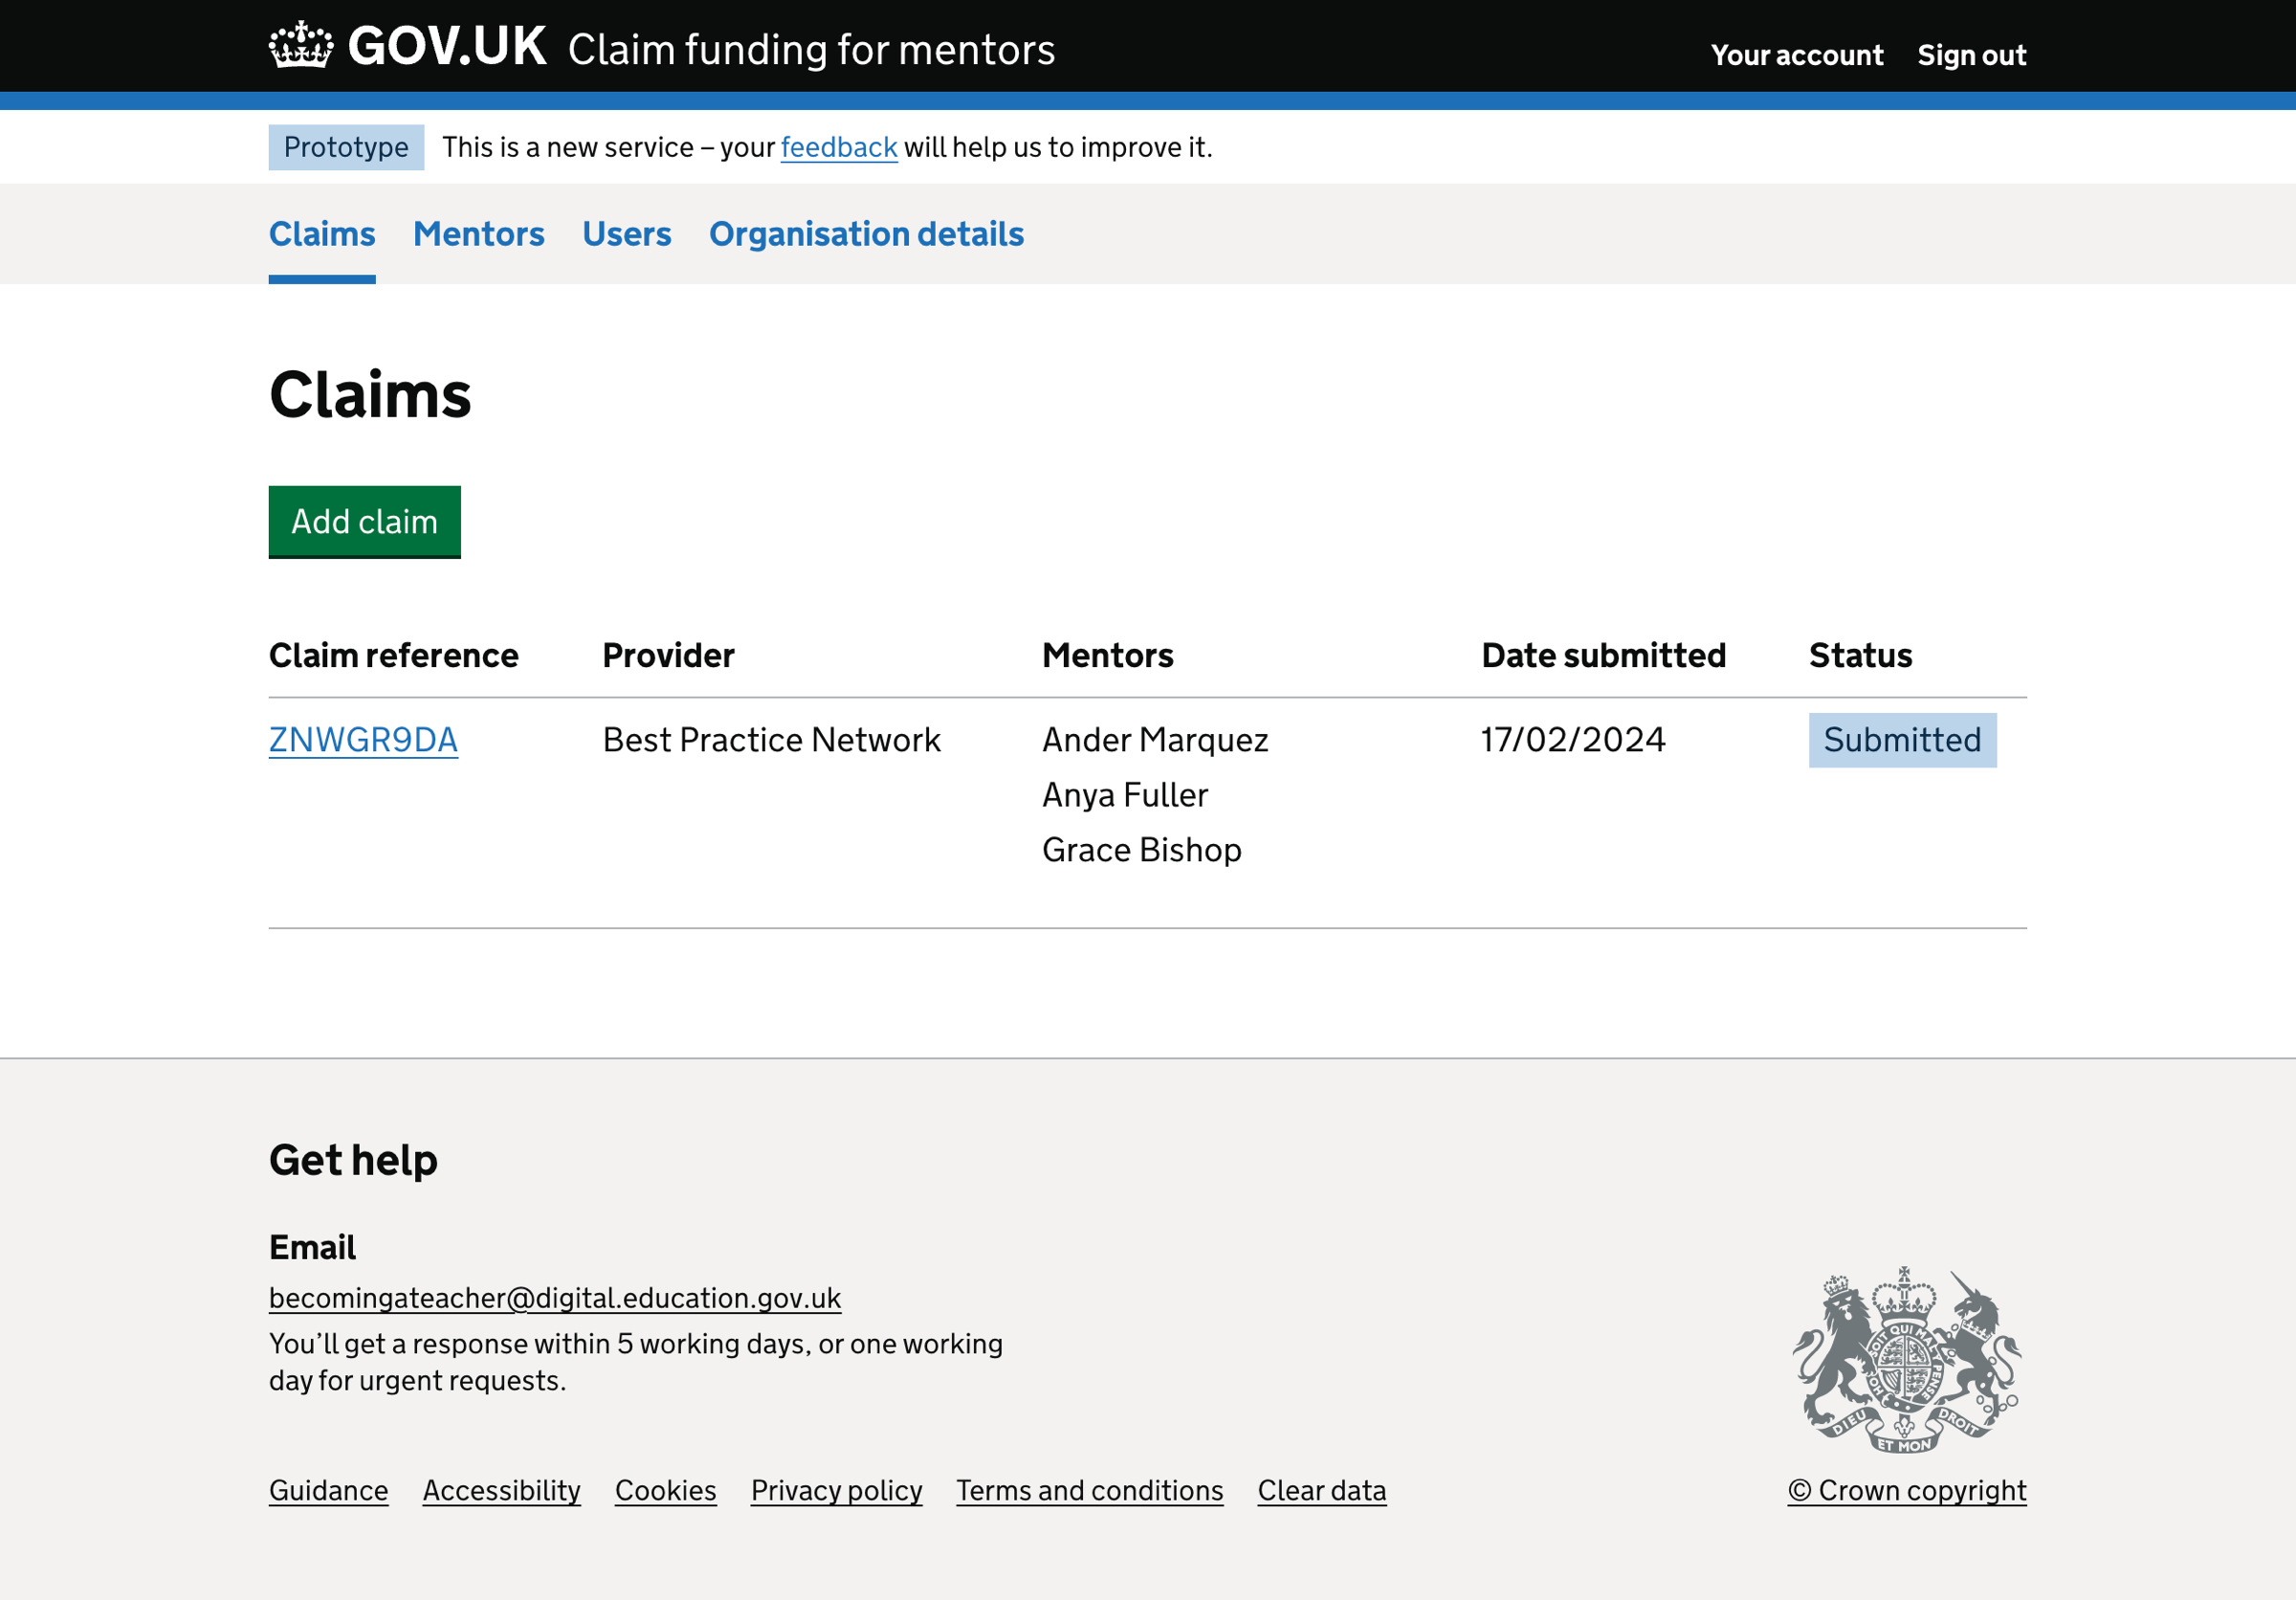 GOV.UK Claim funding for mentors
Your account Sign out
Prototype This is a new service – your feedback will help us to improve it.
Claims Mentors Users Organisation details
Claims
Add claim
Claim reference Provider Mentors Date submitted Status
ZNWGR9DA Best Practice Network Ander Marquez 17/02/2024 Submitted
Anya Fuller
Grace Bishop
Get help
Email
becomingateacher@digital.education.gov.uk
You’ll get a response within 5 working days, or one working
day for urgent requests.
DIEU ET MON DROIT
Guidance Accessibility Cookies Privacy policy Terms and conditions Clear data
© Crown copyright